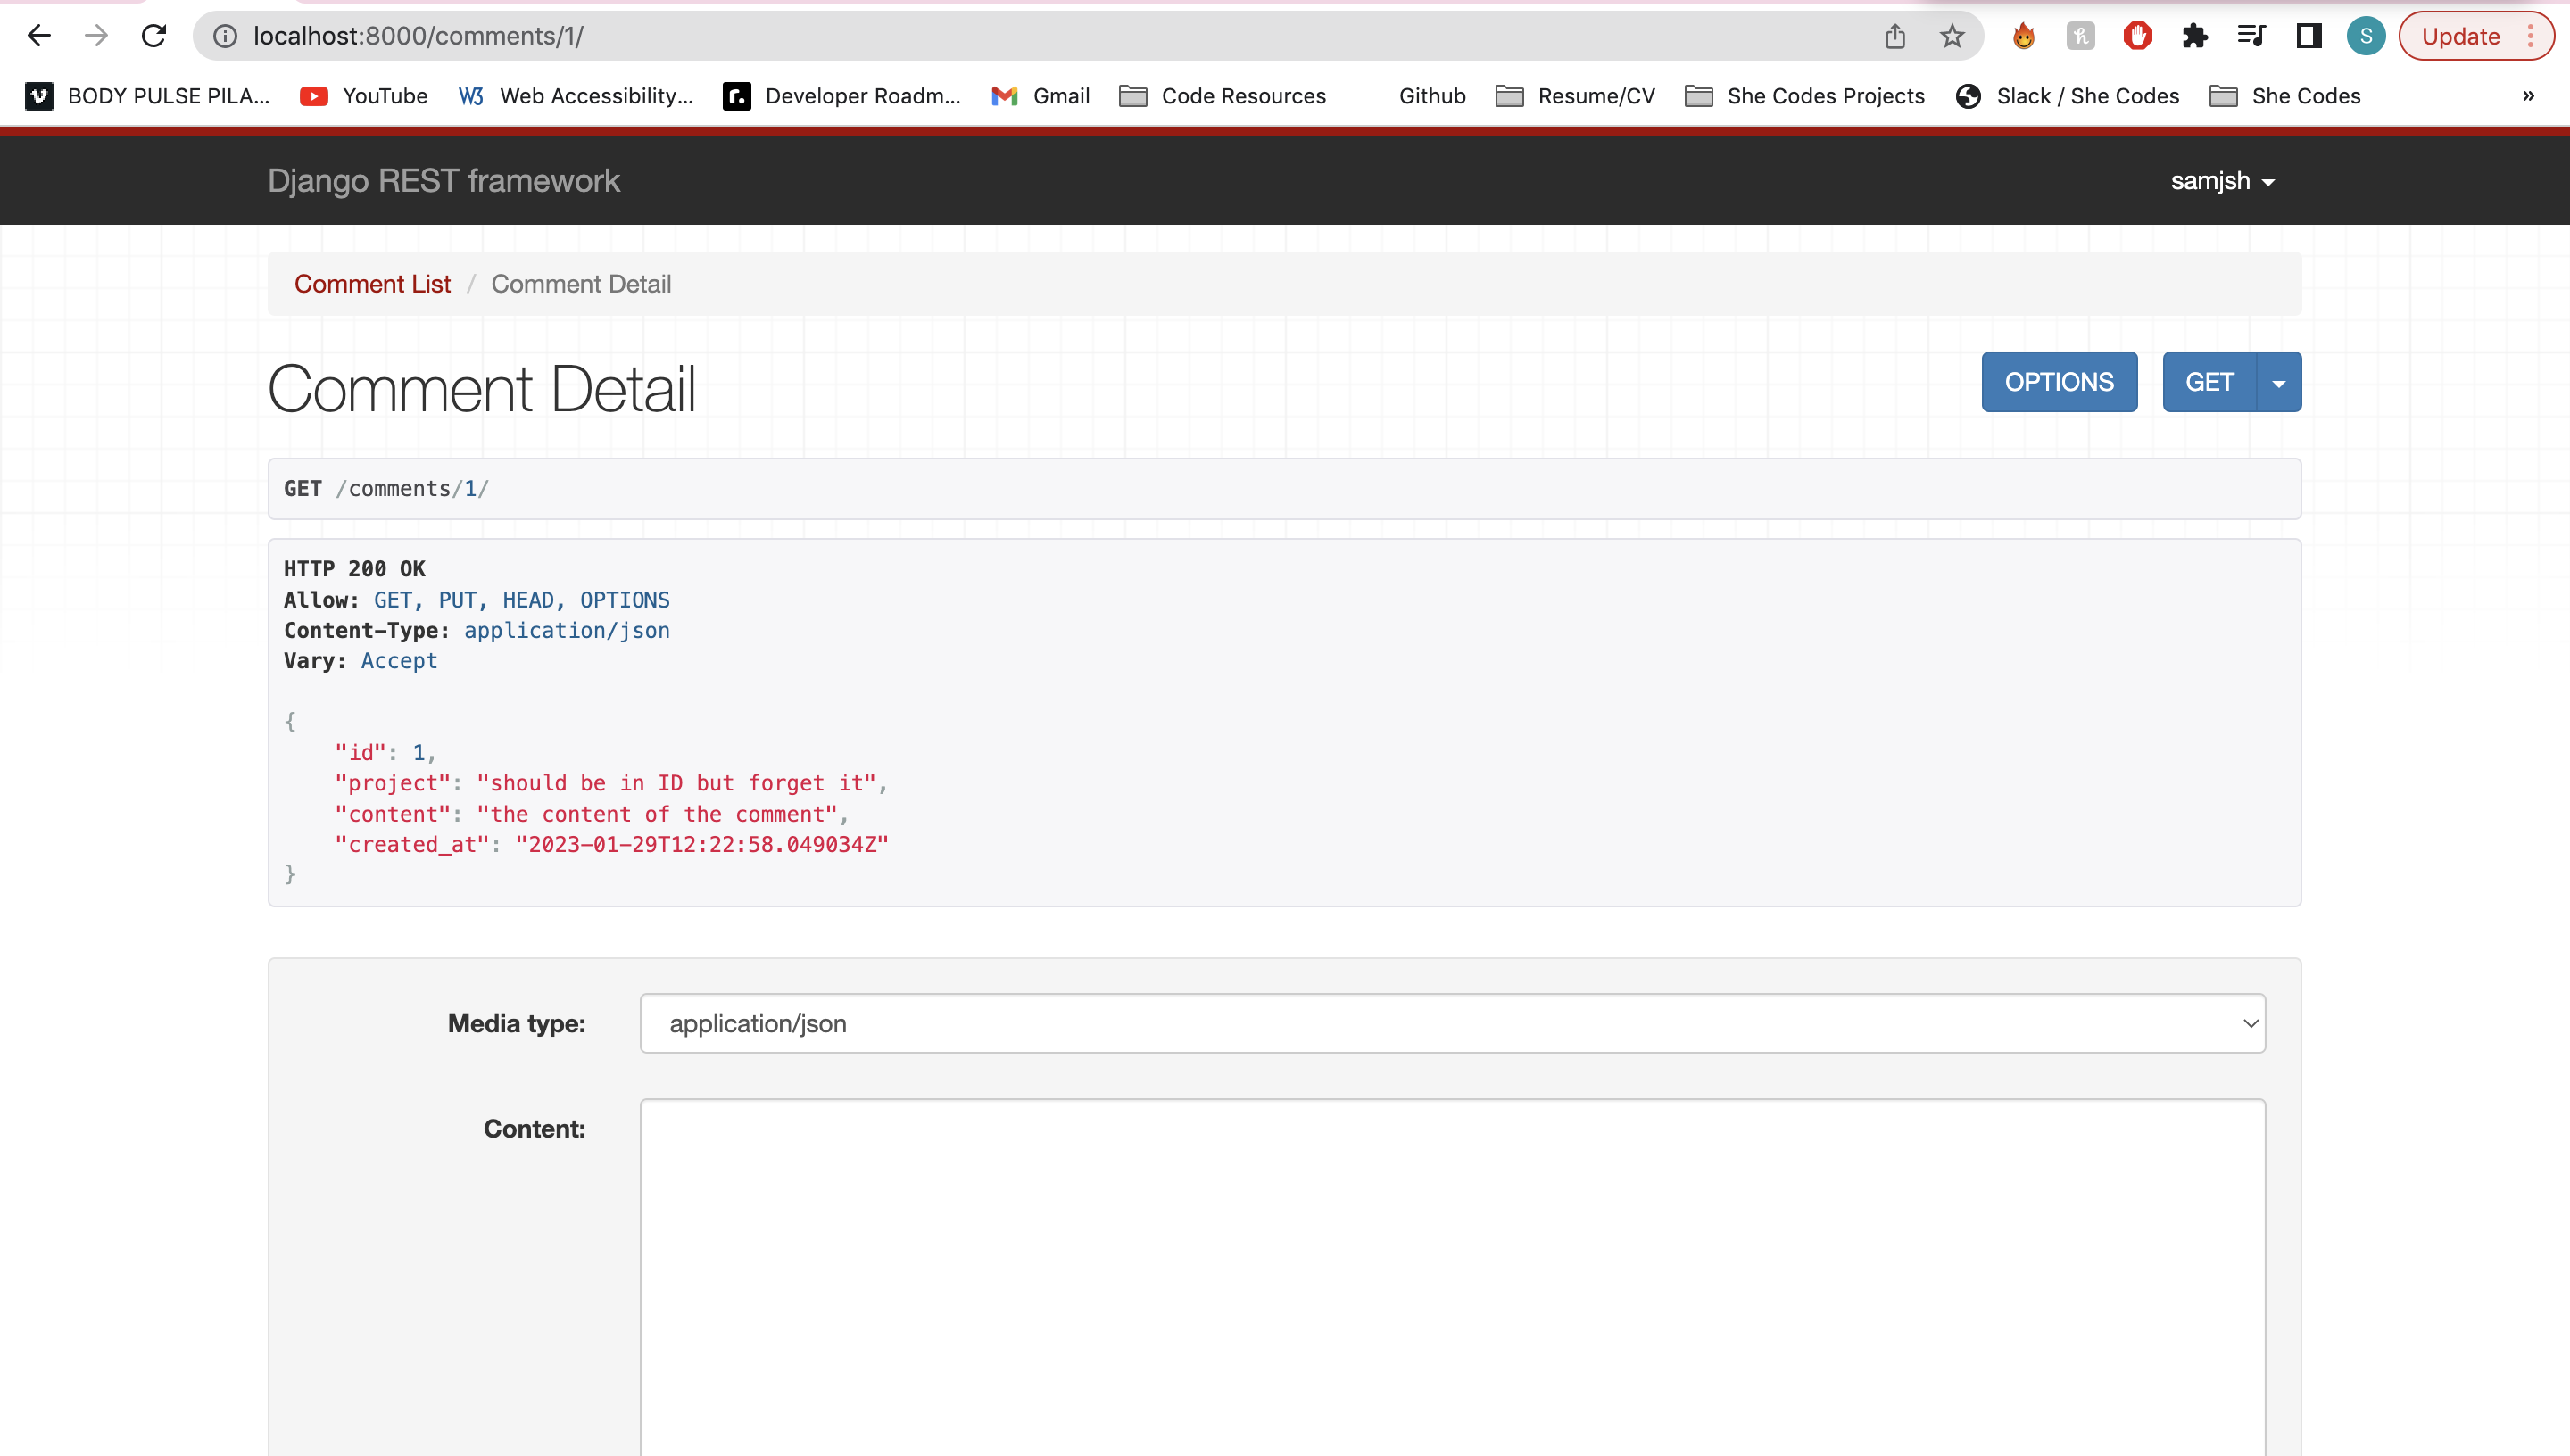 localhost:8000/comments/1/
S
Update
BODY PULSE PILA...
YouTube
W3 Web Accessibility...
r. Developer Roadm...
Gmail
Code Resources
Github
Resume/CV
She Codes Projects
Slack / She Codes
She Codes
»
Django REST framework
samjsh
Comment List / Comment Detail
Comment Detail
OPTIONS
GET
GET /comments/1/
HTTP 200 OK
Allow: GET, PUT, HEAD, OPTIONS
Content-Type: application/json
Vary: Accept
{
"id": 1,
"project": "should be in ID but forget it",
"content": "the content of the comment",
"created_at": "2023-01-29T12:22:58.049034Z"
}
Media type:
application/json
Content: